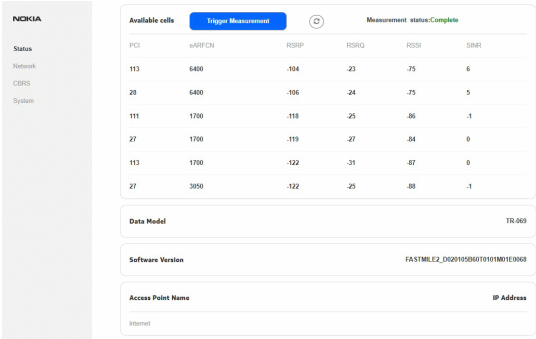 NOKIA
Status
Network
CBRS
System
Available cells Trigger Measurement Measurement status:Complete
PCI eARFCN RSRP RSRQ RSSI SINR
113 6400 -104 -23 -75 6
28 6400 -106 -24 -75 5
111 1700 -118 -25 -86 -1
27 1700 -119 -27 -84 0
113 1700 -122 -31 -87 0
27 3050 -122 -25 -88 -1
Data Model TR-069
Software Version FASTMILE2_D020105B60T0101M01E0068
Access Point Name IP Address
Internet